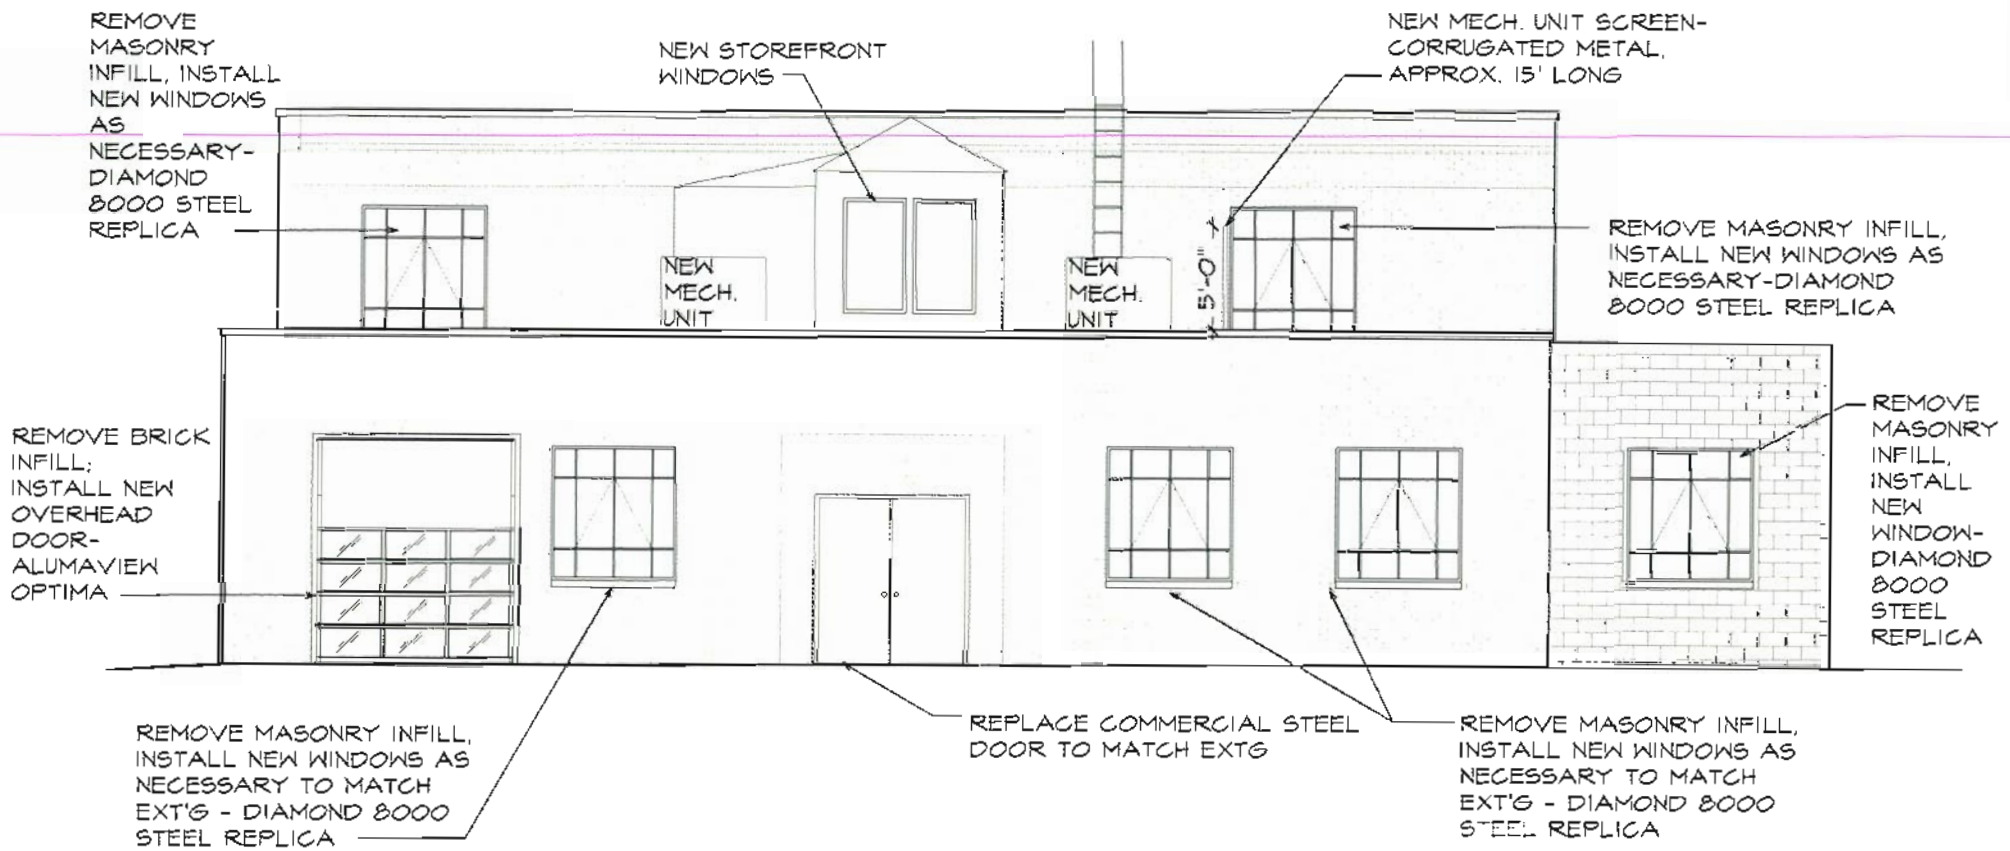 REMOVE
MASONRY
INFILL, INSTALL
NEW WINDOWS
AS
NECESSARY-
DIAMOND
8000 STEEL
REPLICA
NEW STOREFRONT
WINDOWS
NEW MECH. UNIT SCREEN-
CORRUGATED METAL,
APPROX. 15' LONG
REMOVE MASONRY INFILL,
INSTALL NEW WINDOWS AS
NECESSARY-DIAMOND
8000 STEEL REPLICA
NEW
MECH.
UNIT
NEW
MECH.
UNIT
5'-0"
REMOVE BRICK
INFILL;
INSTALL NEW
OVERHEAD
DOOR-
ALUMAVIEW
OPTIMA
REMOVE
MASONRY
INFILL,
INSTALL
NEW
WINDOW-
DIAMOND
8000
STEEL
REPLICA
REMOVE MASONRY INFILL,
INSTALL NEW WINDOWS AS
NECESSARY TO MATCH
EXT'G - DIAMOND 8000
STEEL REPLICA
REPLACE COMMERCIAL STEEL
DOOR TO MATCH EXTG
REMOVE MASONRY INFILL,
INSTALL NEW WINDOWS AS
NECESSARY TO MATCH
EXT'G - DIAMOND 8000
STEEL REPLICA